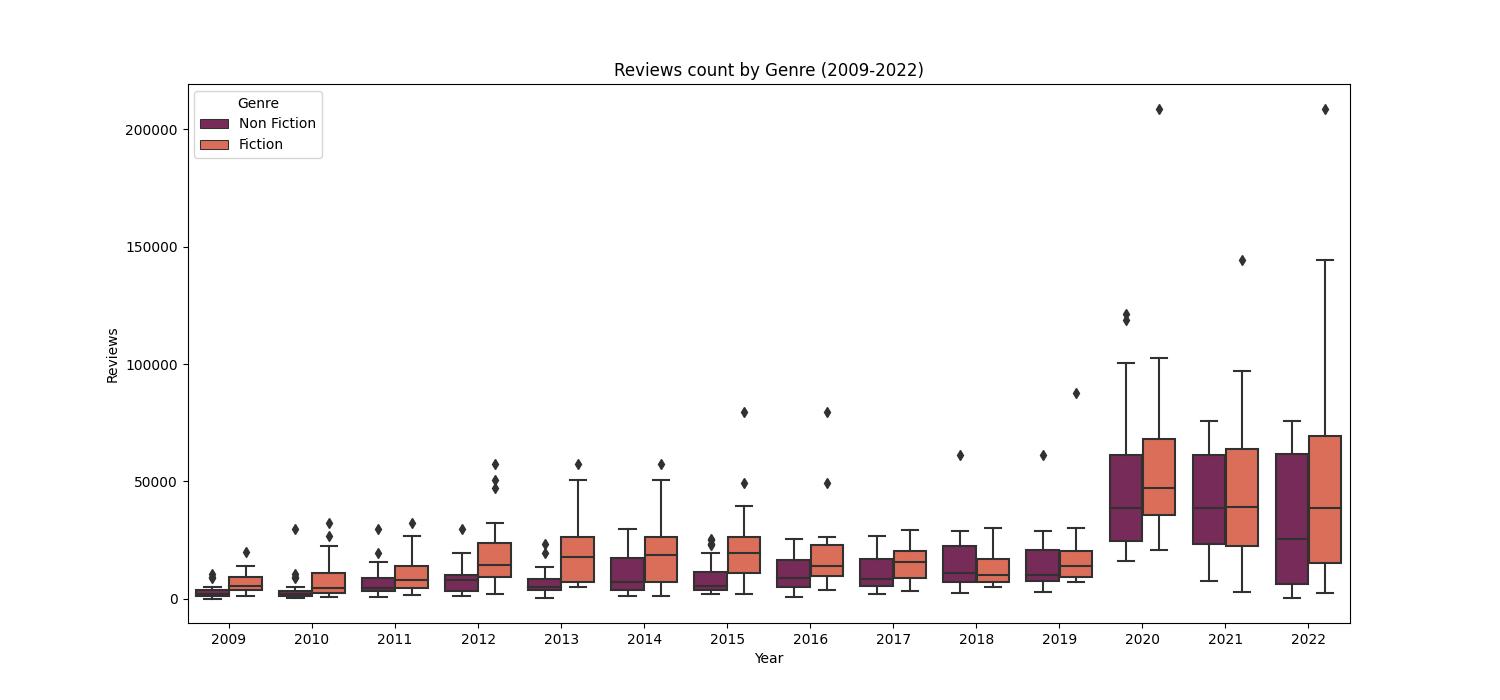 Reviews count by Genre (2009-2022)
Genre
Non Fiction
Fiction
200000
150000
100000
50000
0
Reviews
2009 2010 2011 2012 2013 2014 2015 2016 2017 2018 2019 2020 2021 2022
Year